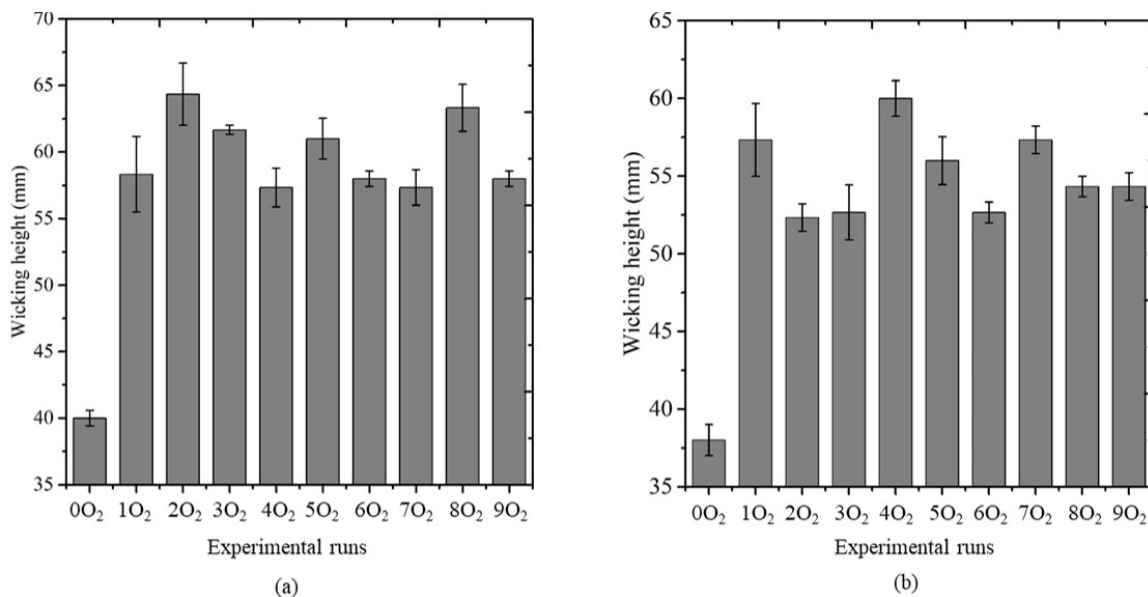 70
65
60
55
50
45
40
35
Wicking height (mm)
0O₂ 1O₂ 2O₂ 3O₂ 4O₂ 5O₂ 6O₂ 7O₂ 8O₂ 9O₂
Experimental runs
(a)
65
60
55
50
45
40
35
Wicking height (mm)
0O₂ 1O₂ 2O₂ 3O₂ 4O₂ 5O₂ 6O₂ 7O₂ 8O₂ 9O₂
Experimental runs
(b)